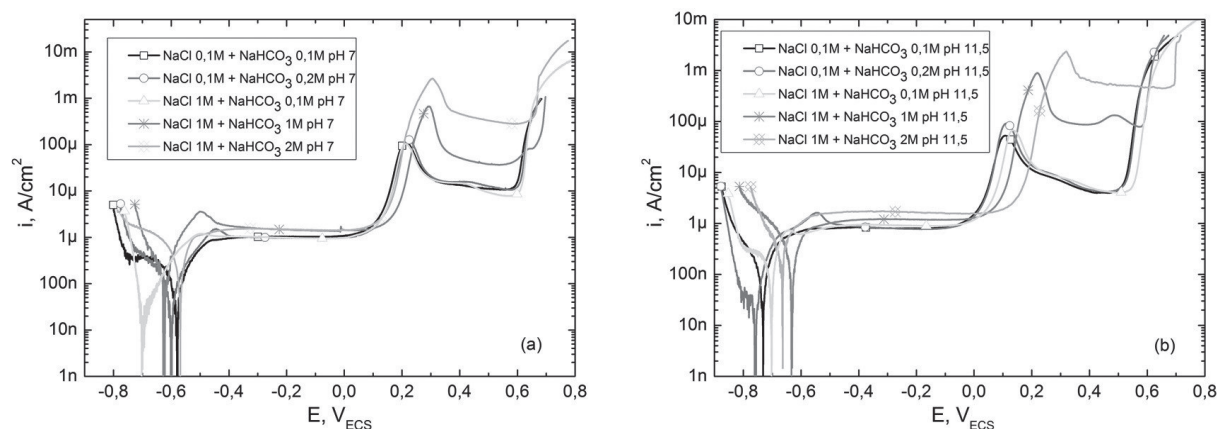 10m
1m
100µ
10µ
1µ
100n
10n
1n
i, A/cm²
-0,8 -0,6 -0,4 -0,2 0,0 0,2 0,4 0,6 0,8
E, V_ECS
NaCl 0,1M + NaHCO₃ 0,1M pH 7
NaCl 0,1M + NaHCO₃ 0,2M pH 7
NaCl 1M + NaHCO₃ 0,1M pH 7
NaCl 1M + NaHCO₃ 1M pH 7
NaCl 1M + NaHCO₃ 2M pH 7
(a)
10m
1m
100µ
10µ
1µ
100n
10n
1n
i, A/cm²
-0,8 -0,6 -0,4 -0,2 0,0 0,2 0,4 0,6 0,8
E, V_ECS
NaCl 0,1M + NaHCO₃ 0,1M pH 11,5
NaCl 0,1M + NaHCO₃ 0,2M pH 11,5
NaCl 1M + NaHCO₃ 0,1M pH 11,5
NaCl 1M + NaHCO₃ 1M pH 11,5
NaCl 1M + NaHCO₃ 2M pH 11,5
(b)